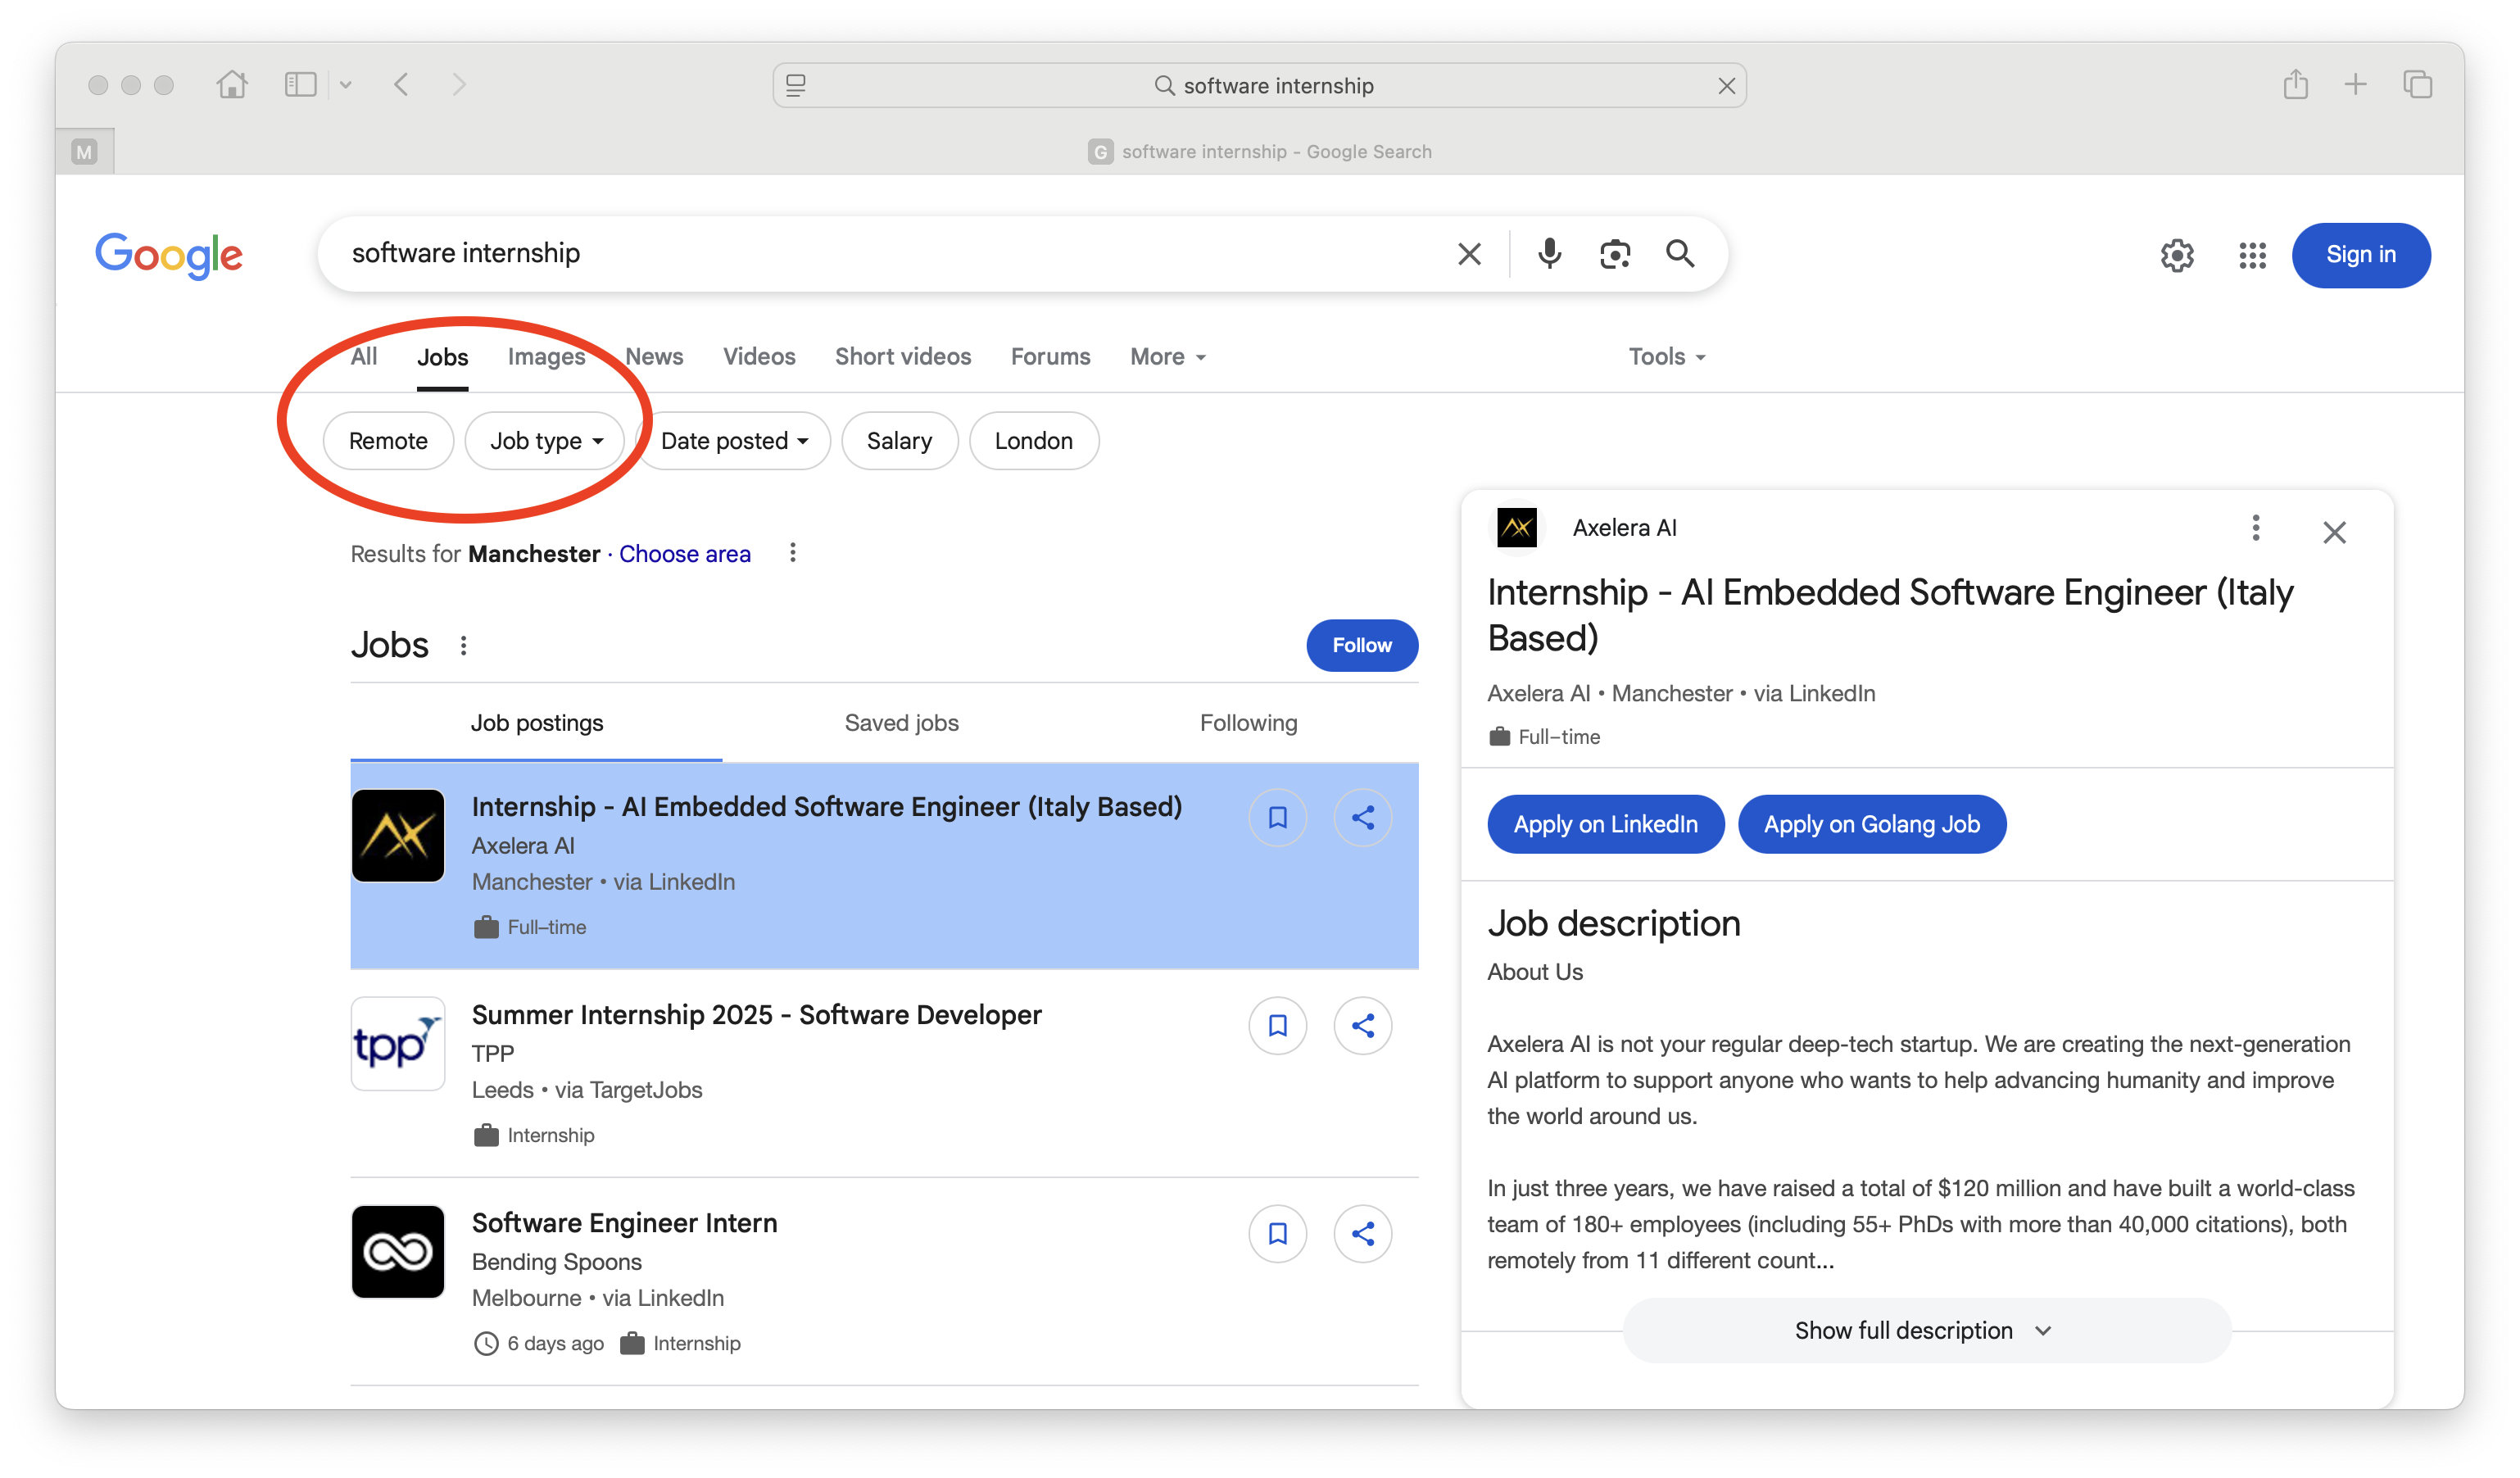 software internship
M
G software internship – Google Search
Google
software internship
Sign in
All Jobs Images News Videos Short videos Forums More Tools
Remote Job type Date posted Salary London
Results for Manchester · Choose area
Jobs
Follow
Job postings Saved jobs Following
Internship - AI Embedded Software Engineer (Italy Based)
Axelera AI
Manchester • via LinkedIn
Full–time
tpp
Summer Internship 2025 - Software Developer
TPP
Leeds • via TargetJobs
Internship
Software Engineer Intern
Bending Spoons
Melbourne • via LinkedIn
6 days ago Internship
Axelera AI
Internship - AI Embedded Software Engineer (Italy
Based)
Axelera AI • Manchester • via LinkedIn
Full–time
Apply on LinkedIn Apply on Golang Job
Job description
About Us
Axelera AI is not your regular deep-tech startup. We are creating the next-generation
AI platform to support anyone who wants to help advancing humanity and improve
the world around us.
In just three years, we have raised a total of $120 million and have built a world-class
team of 180+ employees (including 55+ PhDs with more than 40,000 citations), both
remotely from 11 different count...
Show full description